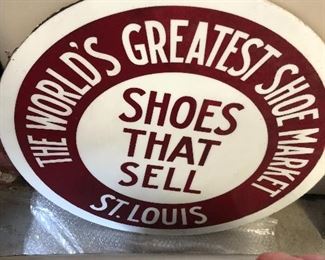 THE WORLD'S GREATEST SHOE MARKET
SHOES
THAT
SELL
ST. LOUIS